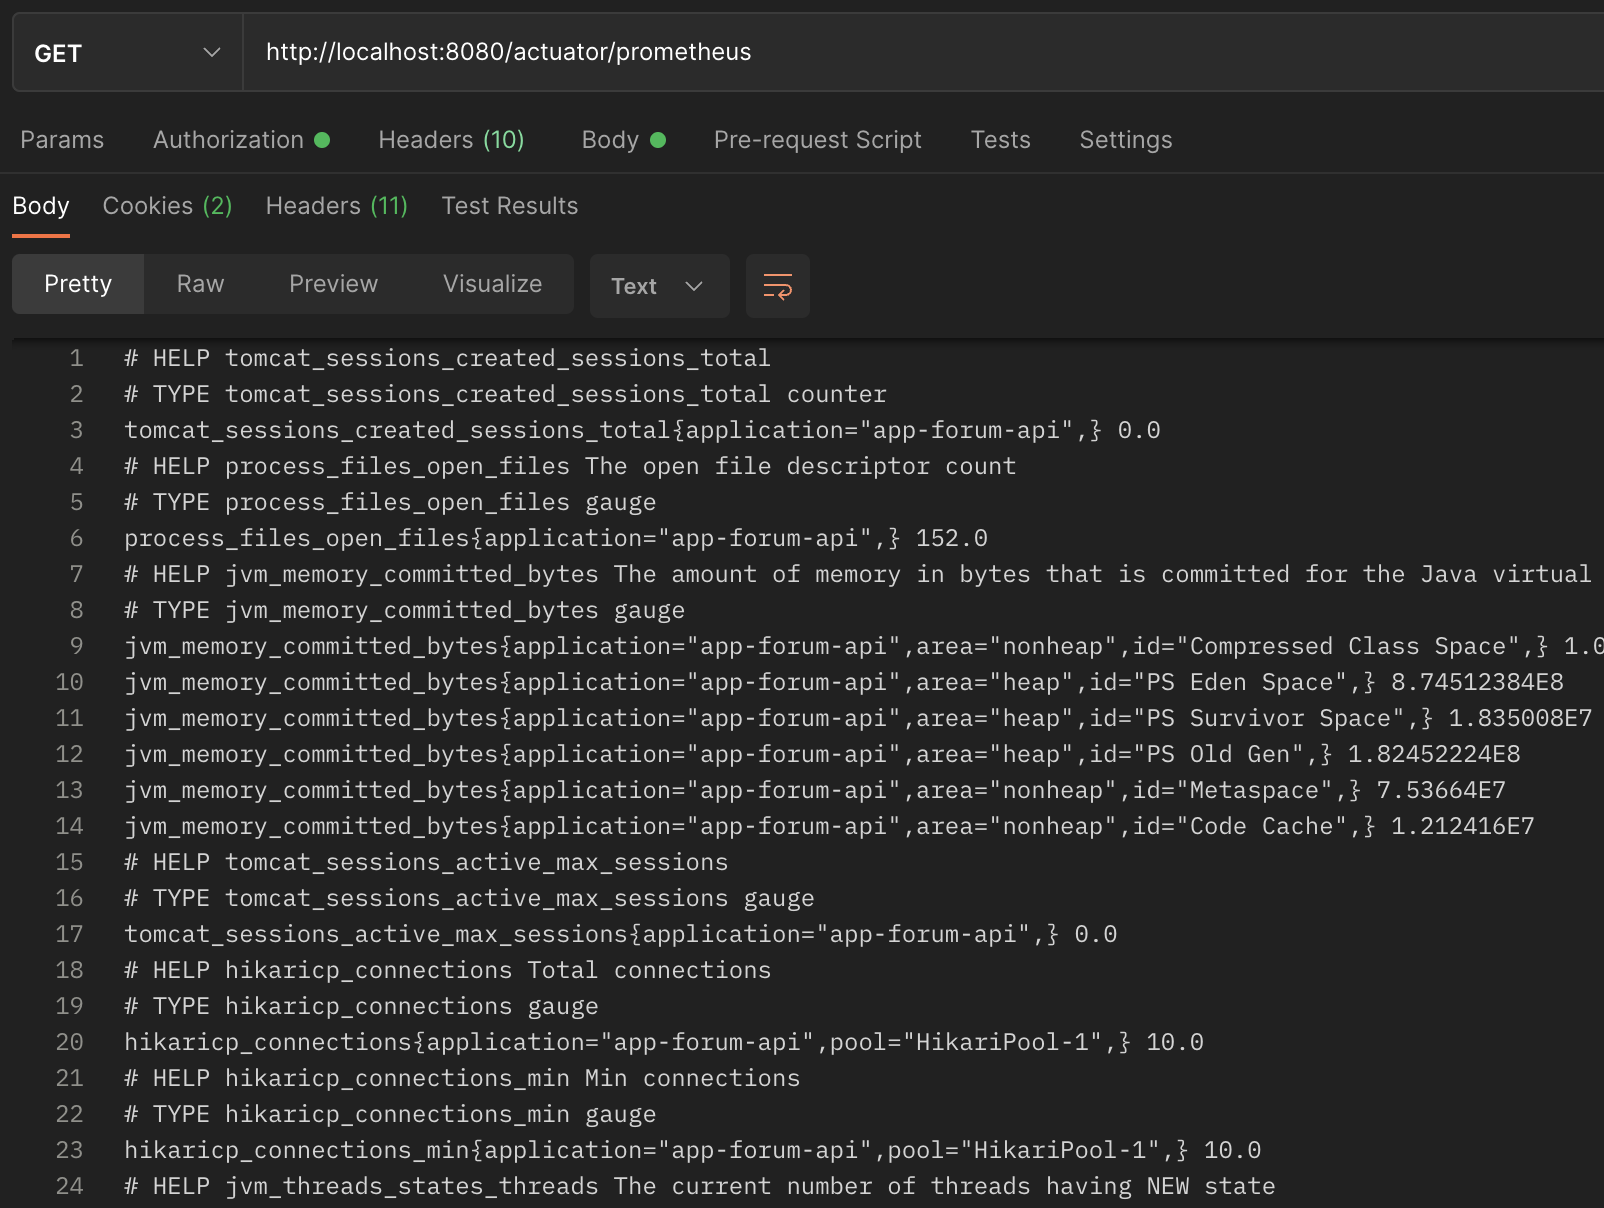 GET http://localhost:8080/actuator/prometheus
Params Authorization Headers (10) Body Pre-request Script Tests Settings
Body Cookies (2) Headers (11) Test Results
Pretty Raw Preview Visualize Text
1 # HELP tomcat_sessions_created_sessions_total
2 # TYPE tomcat_sessions_created_sessions_total counter
3 tomcat_sessions_created_sessions_total{application="app-forum-api",} 0.0
4 # HELP process_files_open_files The open file descriptor count
5 # TYPE process_files_open_files gauge
6 process_files_open_files{application="app-forum-api",} 152.0
7 # HELP jvm_memory_committed_bytes The amount of memory in bytes that is committed for the Java virtual
8 # TYPE jvm_memory_committed_bytes gauge
9 jvm_memory_committed_bytes{application="app-forum-api",area="nonheap",id="Compressed Class Space",} 1.0
10 jvm_memory_committed_bytes{application="app-forum-api",area="heap",id="PS Eden Space",} 8.74512384E8
11 jvm_memory_committed_bytes{application="app-forum-api",area="heap",id="PS Survivor Space",} 1.835008E7
12 jvm_memory_committed_bytes{application="app-forum-api",area="heap",id="PS Old Gen",} 1.82452224E8
13 jvm_memory_committed_bytes{application="app-forum-api",area="nonheap",id="Metaspace",} 7.53664E7
14 jvm_memory_committed_bytes{application="app-forum-api",area="nonheap",id="Code Cache",} 1.212416E7
15 # HELP tomcat_sessions_active_max_sessions
16 # TYPE tomcat_sessions_active_max_sessions gauge
17 tomcat_sessions_active_max_sessions{application="app-forum-api",} 0.0
18 # HELP hikaricp_connections Total connections
19 # TYPE hikaricp_connections gauge
20 hikaricp_connections{application="app-forum-api",pool="HikariPool-1",} 10.0
21 # HELP hikaricp_connections_min Min connections
22 # TYPE hikaricp_connections_min gauge
23 hikaricp_connections_min{application="app-forum-api",pool="HikariPool-1",} 10.0
24 # HELP jvm_threads_states_threads The current number of threads having NEW state